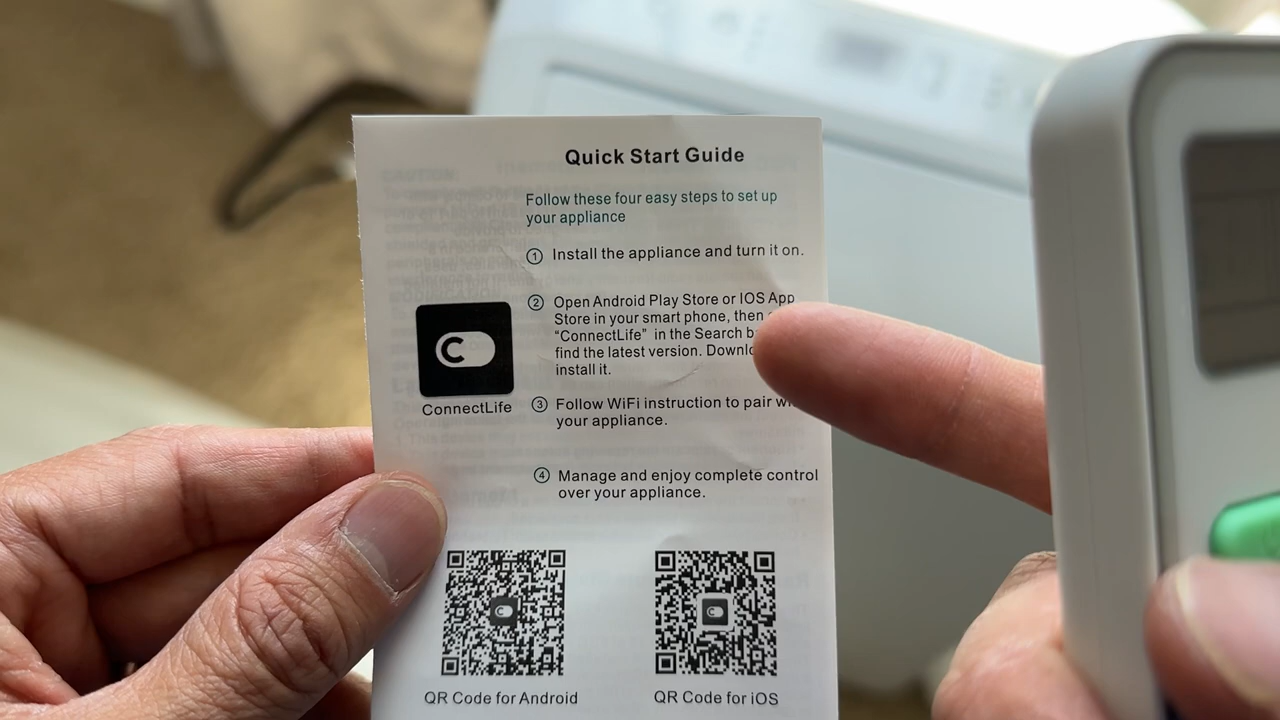 Quick Start Guide
Follow these four easy steps to set up
your appliance
1 Install the appliance and turn it on.
2 Open Android Play Store or IOS App
Store in your smart phone, then
“ConnectLife” in the Search
find the latest version.
install it.
ConnectLife
3 Follow WiFi instruction to pair
your appliance.
4 Manage and enjoy complete control
over your appliance.
QR Code for Android
QR Code for iOS